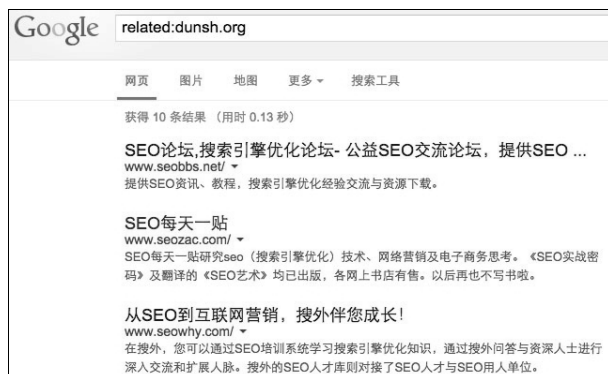 Google related:dunsh.org
网页 图片 地图 更多 搜索工具
获得 10 条结果 （用时 0.13 秒）
SEO论坛,搜索引擎优化论坛- 公益SEO交流论坛，提供SEO ...
www.seobbs.net/
提供SEO资讯、教程，搜索引擎优化经验交流与资源下载。
SEO每天一贴
www.seozac.com/
SEO每天一贴研究seo（搜索引擎优化）技术、网络营销及电子商务思考。《SEO实战密
码》及翻译的《SEO艺术》均已出版，各网上书店有售。以后再也不写书啦。
从SEO到互联网营销，搜外伴您成长！
www.seowhy.com/
在搜外，您可以通过SEO培训系统学习搜索引擎优化知识，通过搜外问答与资深人士进行
深入交流和扩展人脉。搜外的SEO人才库则对接了SEO人才与SEO用人单位。